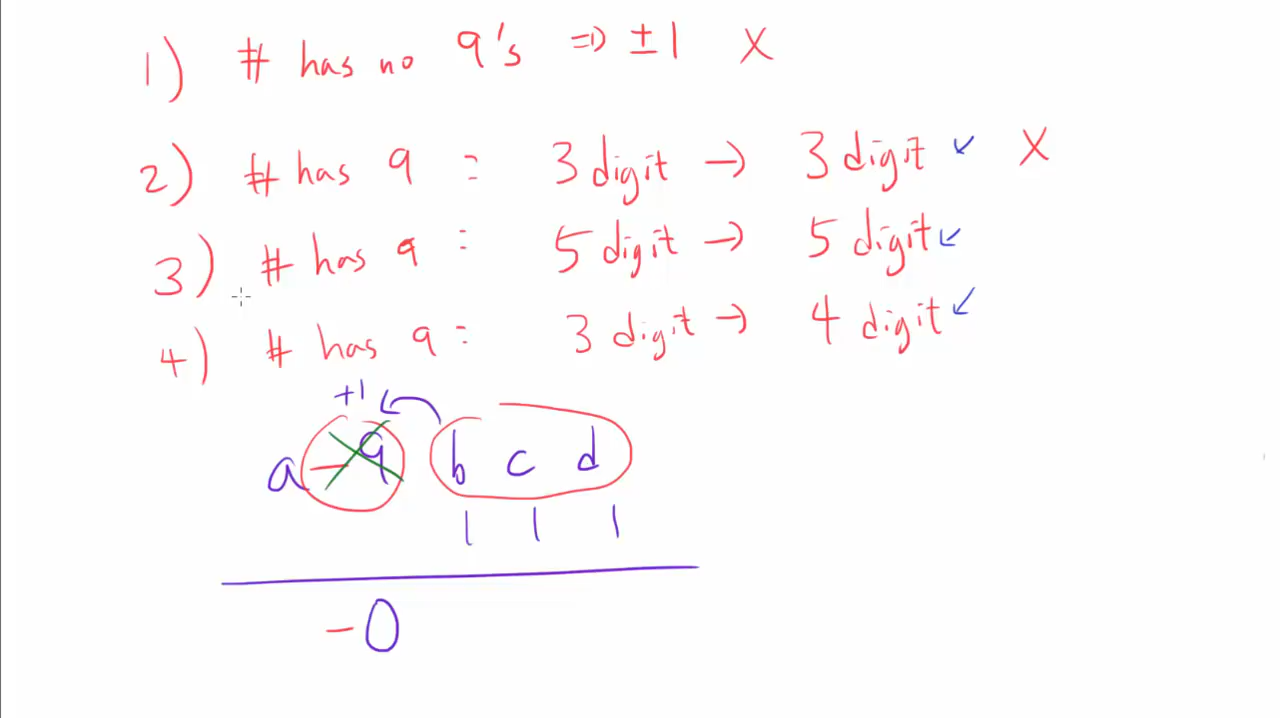 1) # has no 9's => ±1 X
2) # has 9 : 3 digit → 3 digit ✓ X
3) # has 9 : 5 digit → 5 digit ✓
4) # has 9 : 3 digit → 4 digit ✓
+1
a - 9 b c d
1 1 1
- 0